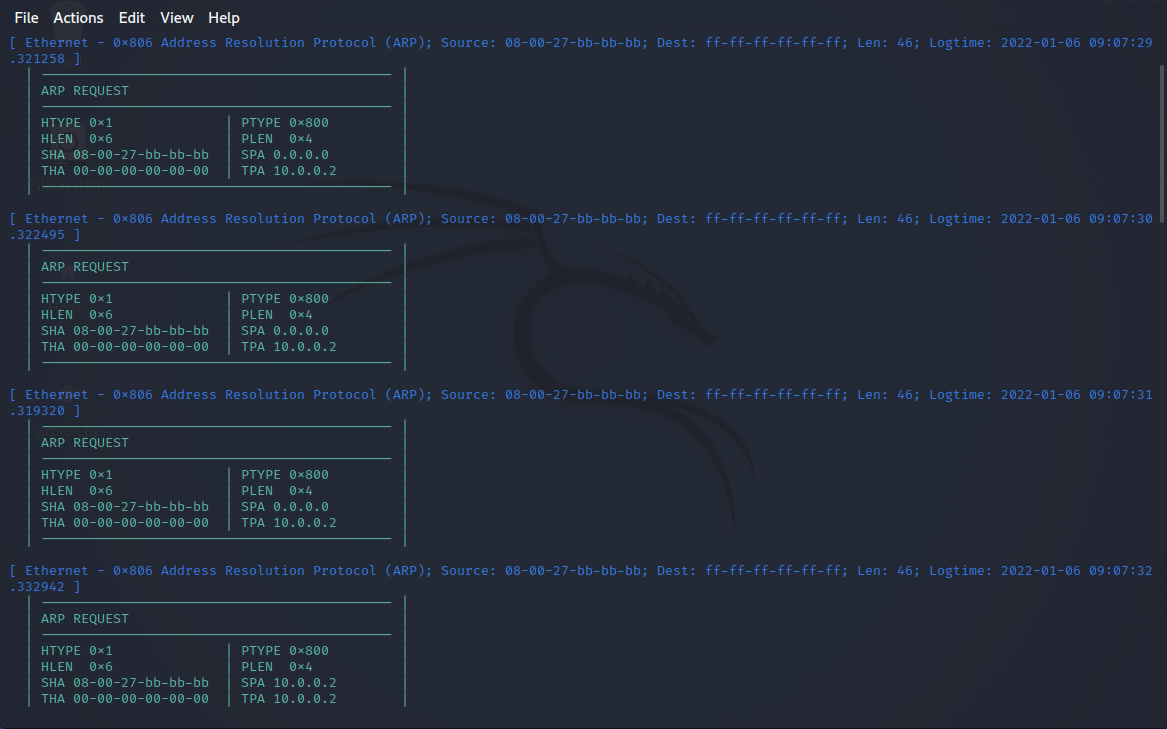 File Actions Edit View Help
[ Ethernet - 0×806 Address Resolution Protocol (ARP); Source: 08-00-27-bb-bb-bb; Dest: ff-ff-ff-ff-ff-ff; Len: 46; Logtime: 2022-01-06 09:07:29
.321258 ]
ARP REQUEST
HTYPE 0×1 | PTYPE 0×800
HLEN 0×6 | PLEN 0×4
SHA 08-00-27-bb-bb-bb | SPA 0.0.0.0
THA 00-00-00-00-00-00 | TPA 10.0.0.2
[ Ethernet - 0×806 Address Resolution Protocol (ARP); Source: 08-00-27-bb-bb-bb; Dest: ff-ff-ff-ff-ff-ff; Len: 46; Logtime: 2022-01-06 09:07:30
.322495 ]
ARP REQUEST
HTYPE 0×1 | PTYPE 0×800
HLEN 0×6 | PLEN 0×4
SHA 08-00-27-bb-bb-bb | SPA 0.0.0.0
THA 00-00-00-00-00-00 | TPA 10.0.0.2
[ Ethernet - 0×806 Address Resolution Protocol (ARP); Source: 08-00-27-bb-bb-bb; Dest: ff-ff-ff-ff-ff-ff; Len: 46; Logtime: 2022-01-06 09:07:31
.319320 ]
ARP REQUEST
HTYPE 0×1 | PTYPE 0×800
HLEN 0×6 | PLEN 0×4
SHA 08-00-27-bb-bb-bb | SPA 0.0.0.0
THA 00-00-00-00-00-00 | TPA 10.0.0.2
[ Ethernet - 0×806 Address Resolution Protocol (ARP); Source: 08-00-27-bb-bb-bb; Dest: ff-ff-ff-ff-ff-ff; Len: 46; Logtime: 2022-01-06 09:07:32
.332942 ]
ARP REQUEST
HTYPE 0×1 | PTYPE 0×800
HLEN 0×6 | PLEN 0×4
SHA 08-00-27-bb-bb-bb | SPA 10.0.0.2
THA 00-00-00-00-00-00 | TPA 10.0.0.2